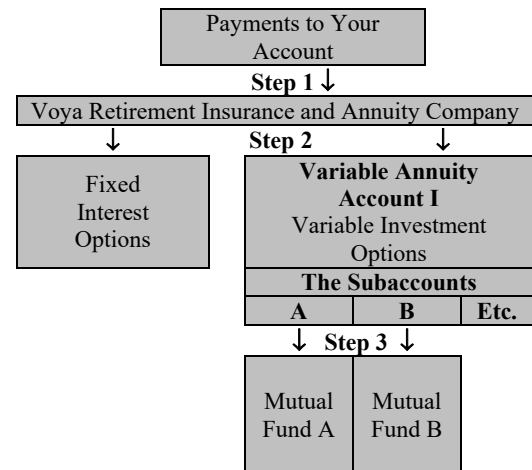 Payments to Your
Account
Step 1 ↓
Voya Retirement Insurance and Annuity Company
↓ Step 2 ↓
Fixed
Interest
Options
Variable Annuity
Account I
Variable Investment
Options
The Subaccounts
A B Etc.
↓ Step 3 ↓
Mutual
Fund A
Mutual
Fund B